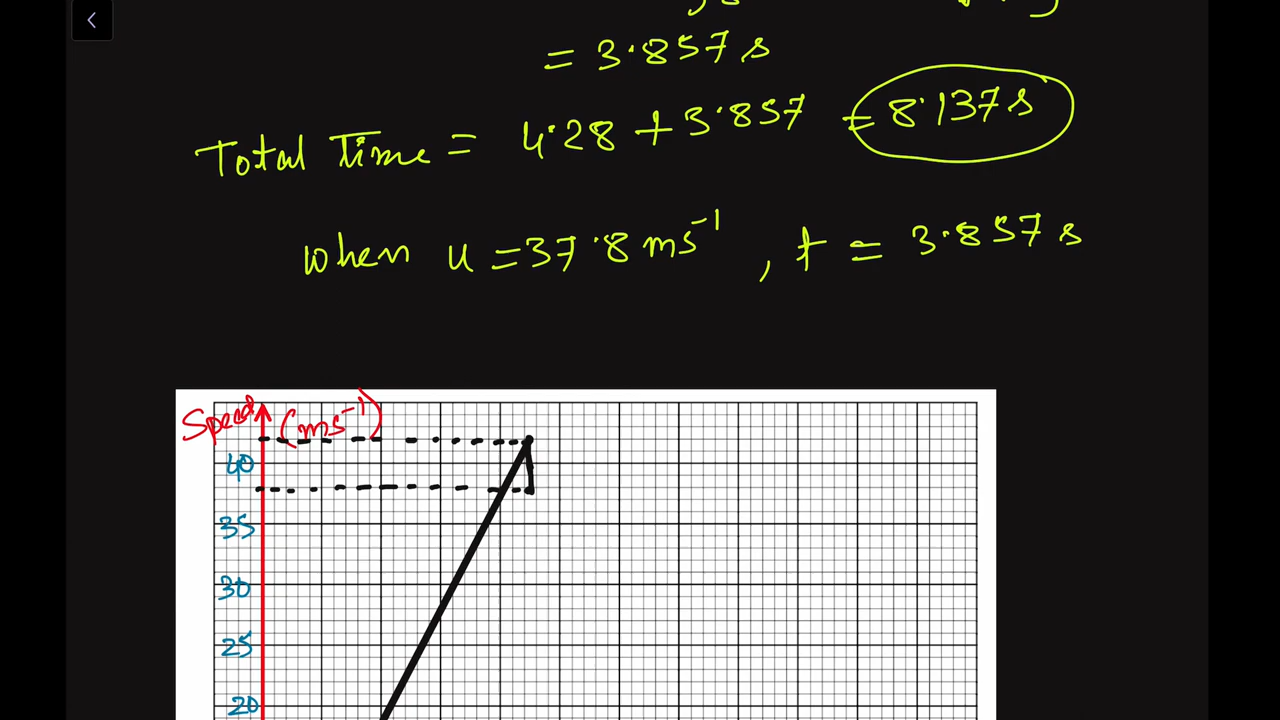 = 3.857 s
Total Time = 4.28 + 3.857 = 8.137 s
when u = 37.8 ms⁻¹, t = 3.857 s
Speed (ms⁻¹)
40
35
30
25
20